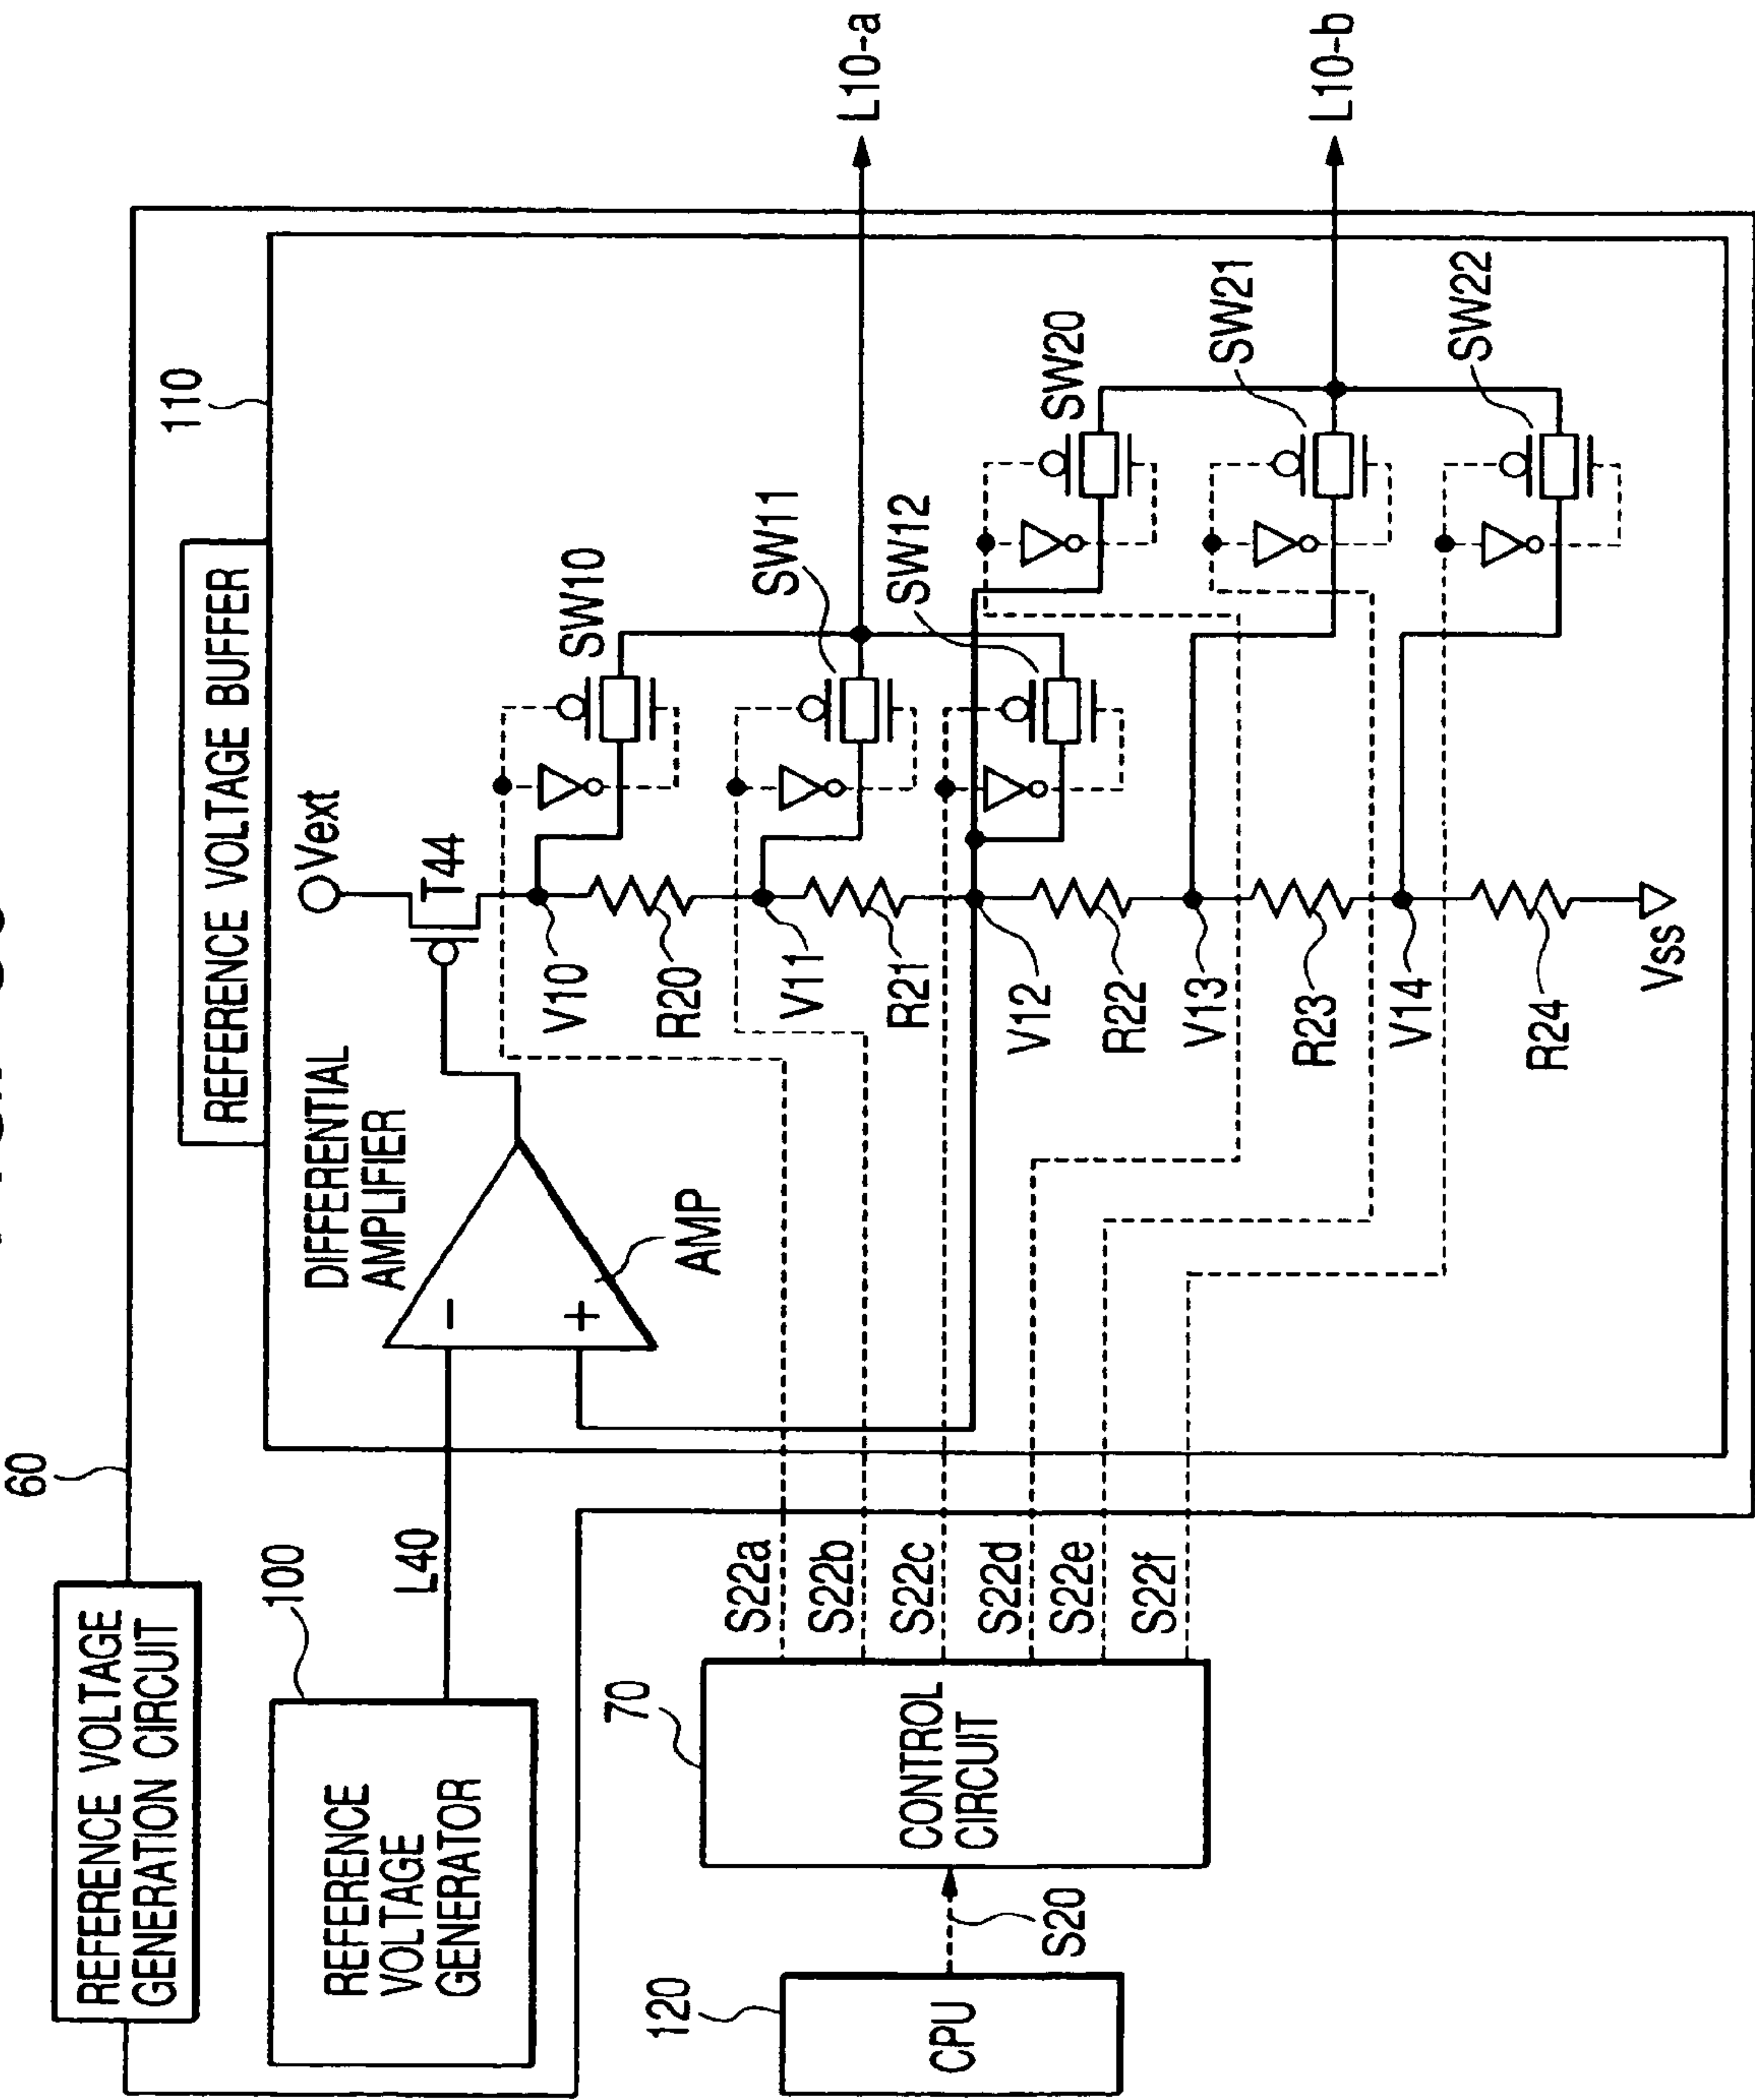 REFERENCE VOLTAGE
GENERATION CIRCUIT
60
REFERENCE VOLTAGE BUFFER
110
100
REFERENCE
VOLTAGE
GENERATOR
L40
DIFFERENTIAL
AMPLIFIER
AMP
Vext
T44
V10
R20
V11
R21
V12
R22
V13
R23
V14
R24
Vss
SW10
SW11
SW12
SW20
SW21
SW22
L10-a
L10-b
−
+
S22a
S22b
S22c
S22d
S22e
S22f
70
CONTROL
CIRCUIT
S20
120
CPU